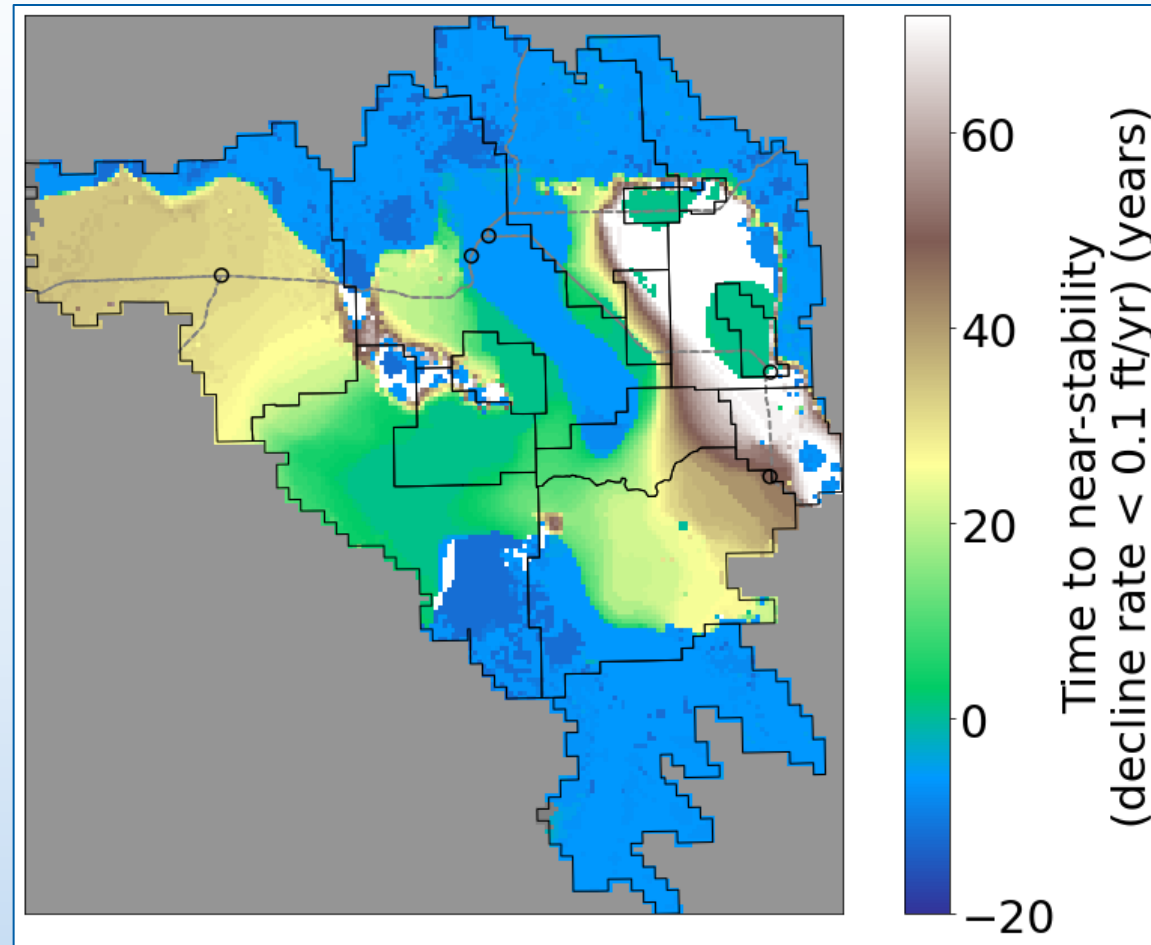 60
40
20
0
−20
Time to near-stability
(decline rate < 0.1 ft/yr) (years)